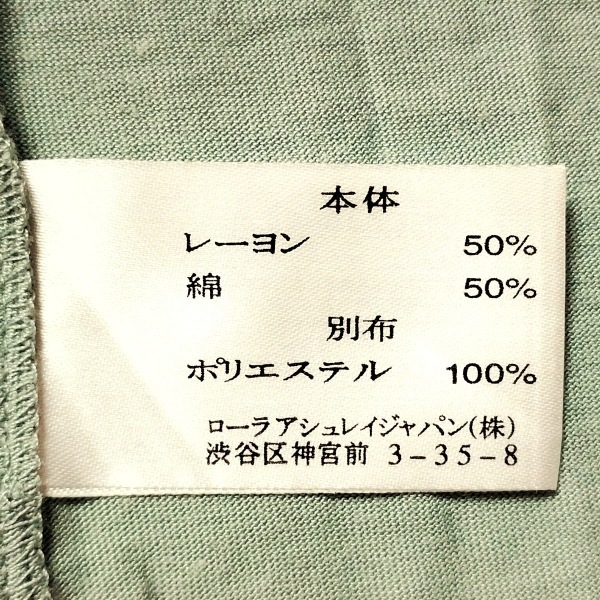 本体
レーヨン 50%
綿 50%
別布
ポリエステル 100%
ローラアシュレイジャパン(株)
渋谷区神宮前 3-35-8